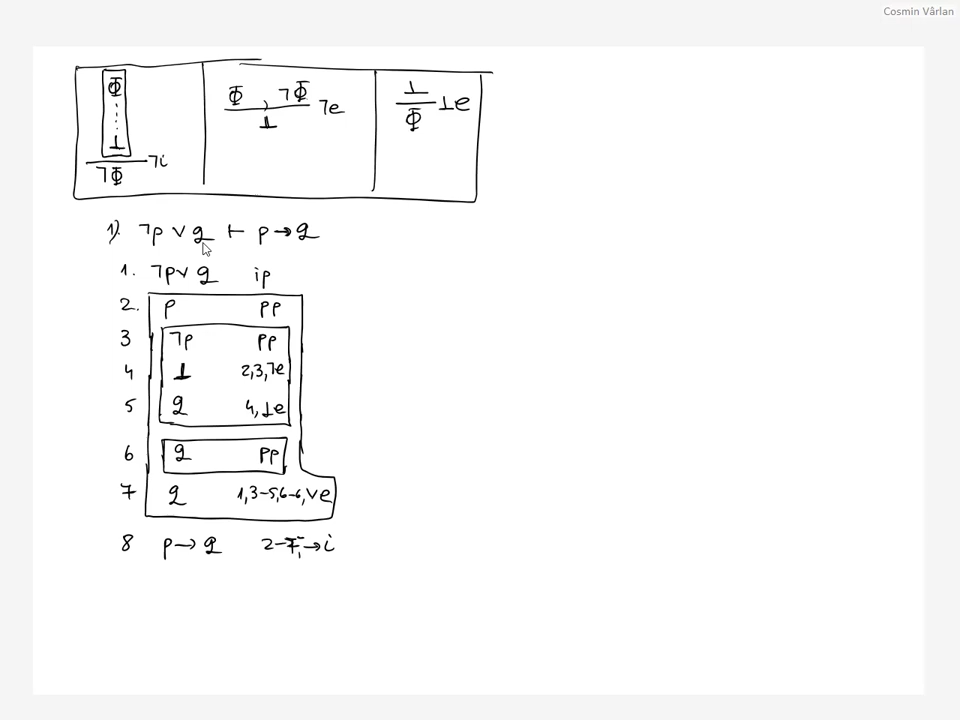 Cosmin Vârlan
Φ Φ , ¬Φ ⊥
⋮ ¬e ⊥e
⊥ ⊥ Φ
¬i
¬Φ
1). ¬p ∨ q ⊢ p → q
1. ¬p ∨ q ip
2. p pp
3 ¬p pp
4 ⊥ 2,3,¬e
5 q 4,⊥e
6 q pp
7 q 1,3-5,6-6,∨e
8 p → q 2-7,→i